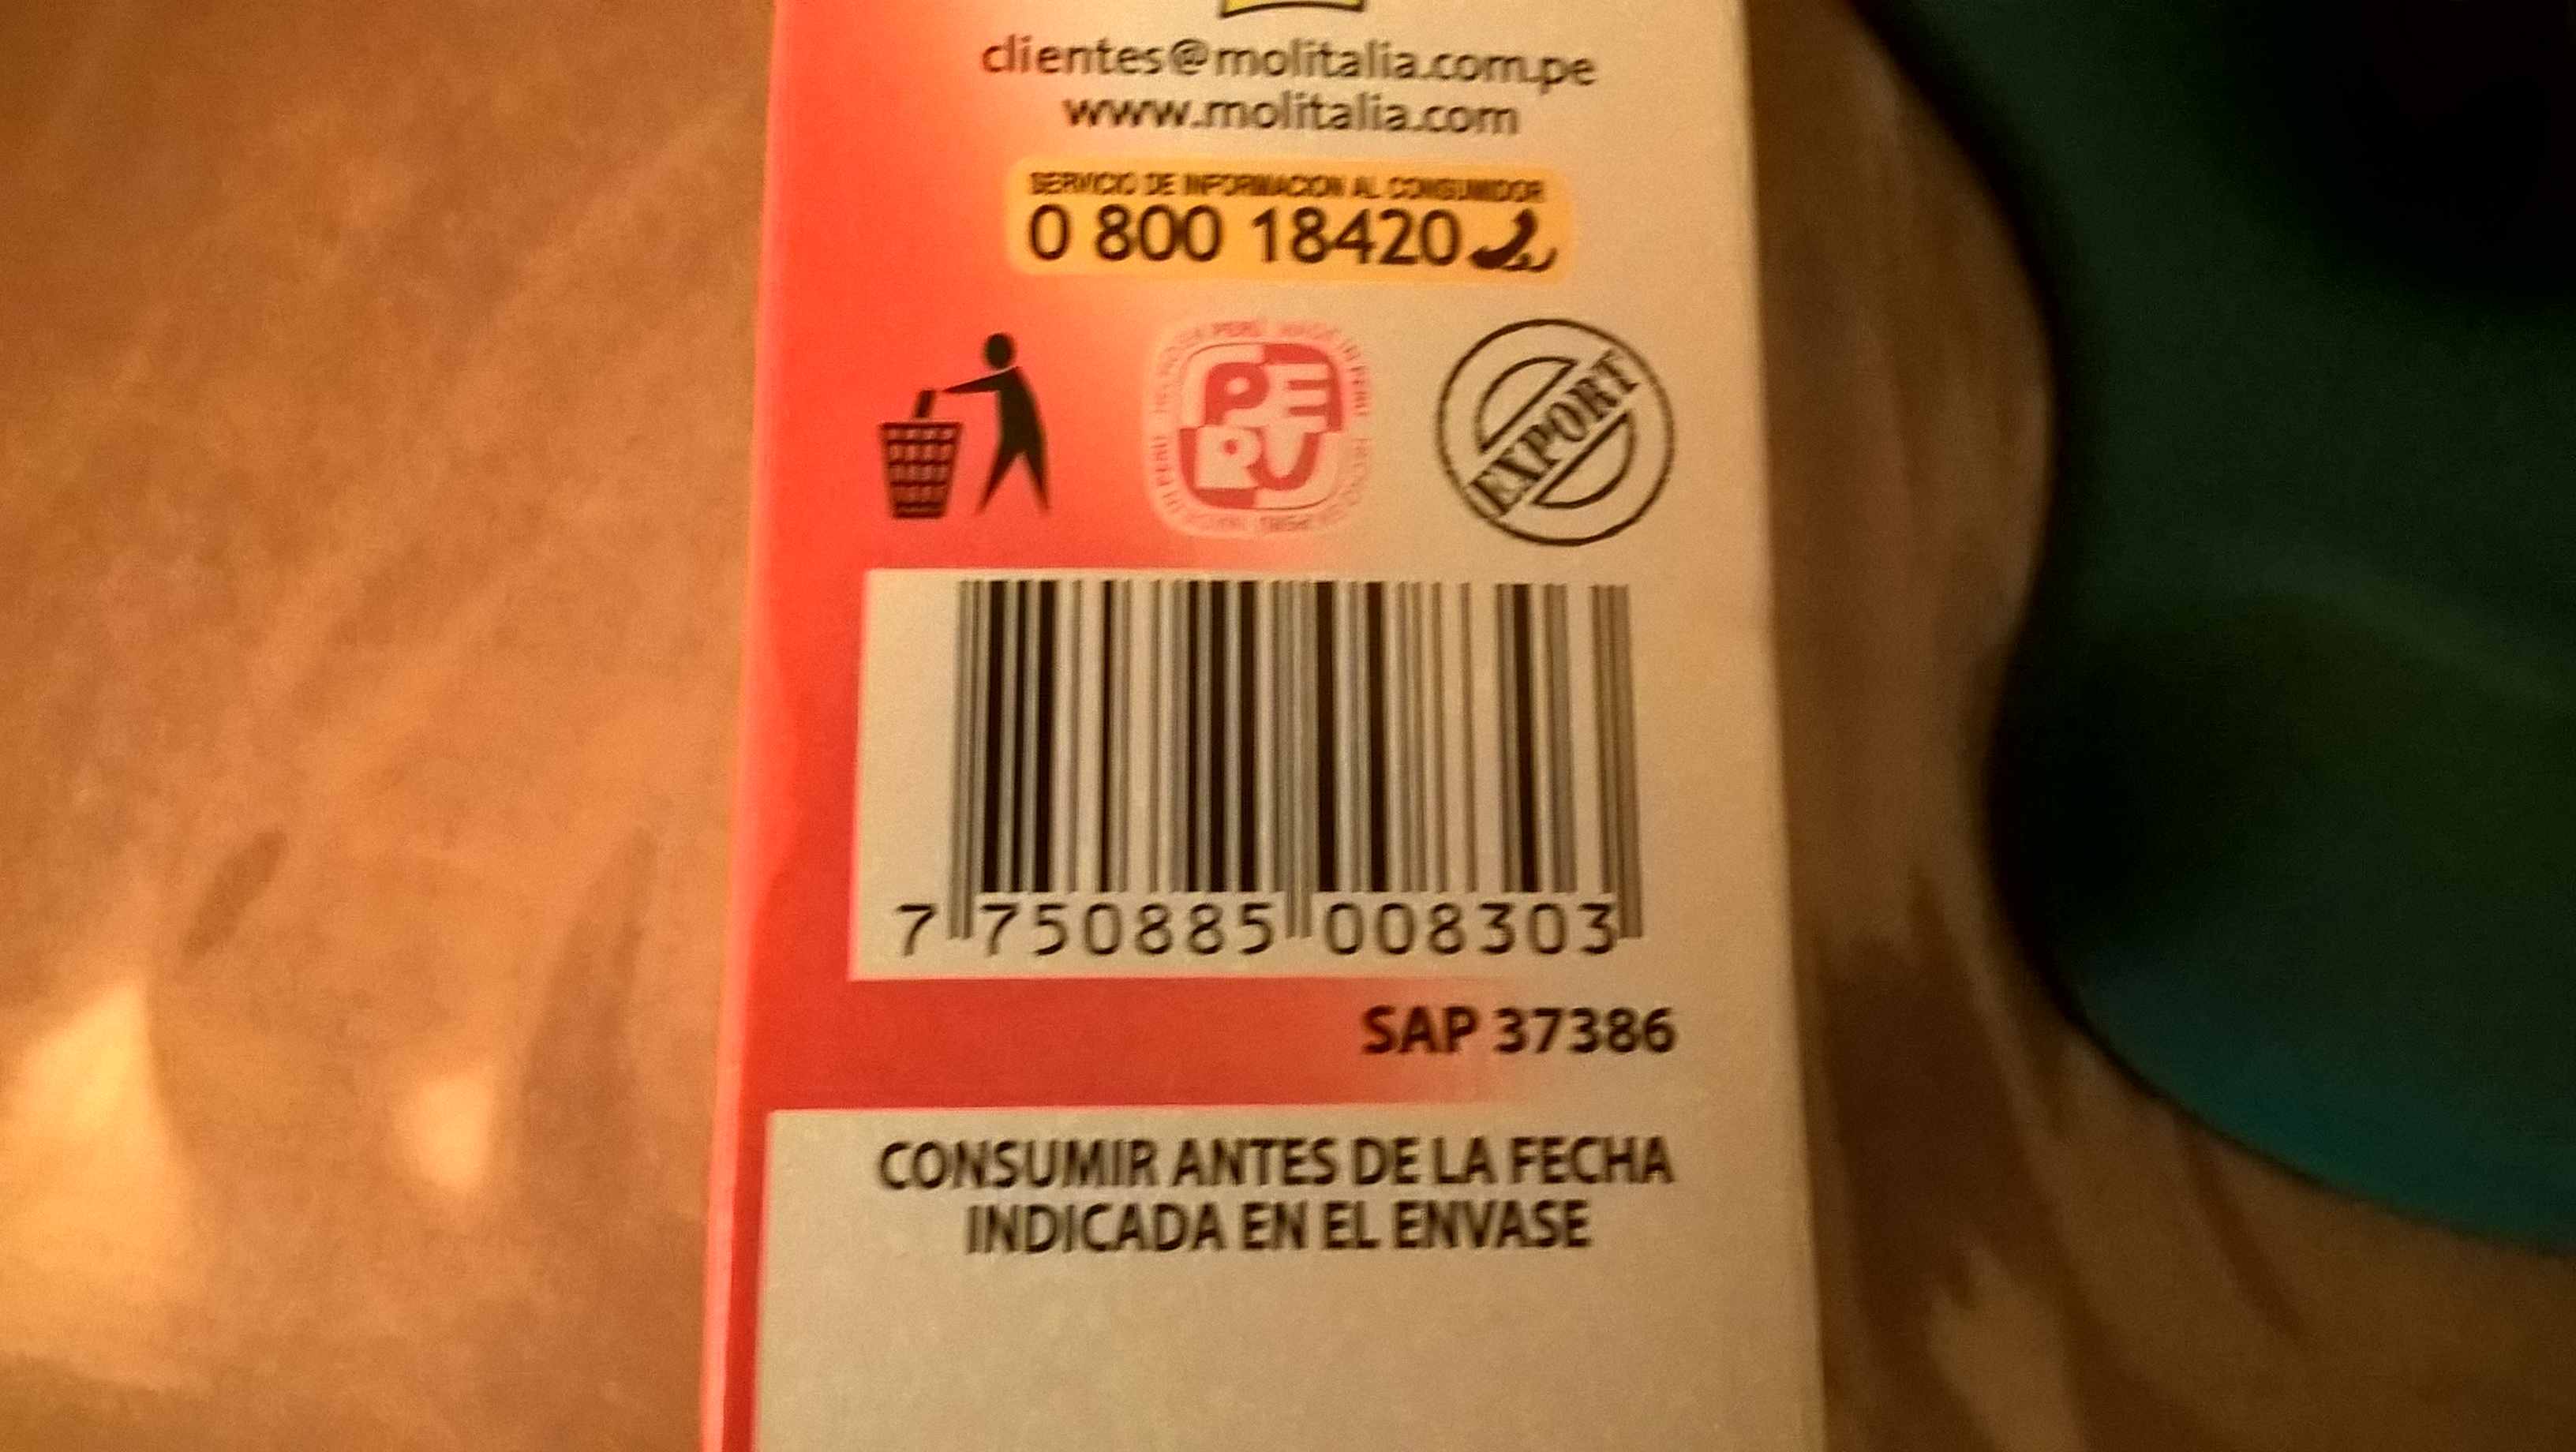 clientes@molitalia.com.pe
www.molitalia.com
SERVICIO DE INFORMACION AL CONSUMIDOR
0 800 18420
PERU
EXPORT
7 750885 008303
SAP 37386
CONSUMIR ANTES DE LA FECHA
INDICADA EN EL ENVASE